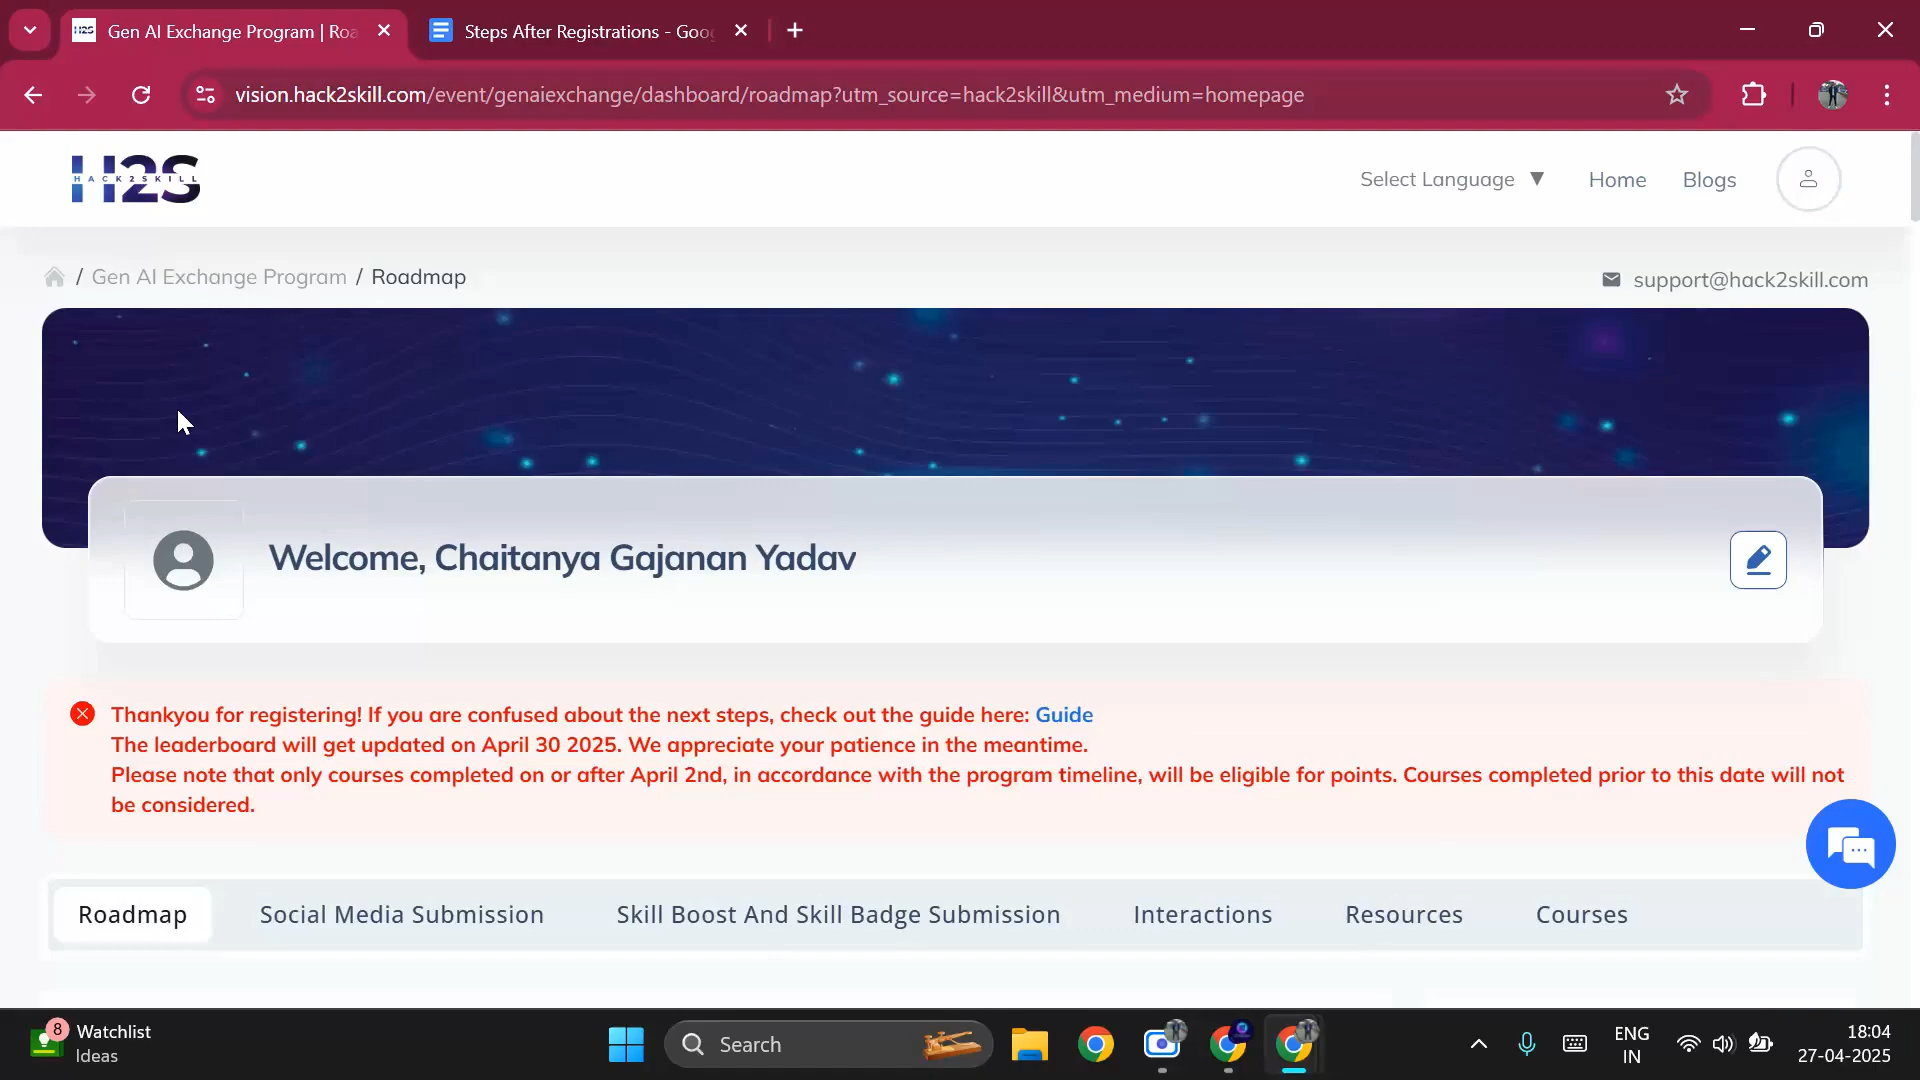 H2S Gen AI Exchange Program | Roa
Steps After Registrations - Goo
vision.hack2skill.com/event/genaiexchange/dashboard/roadmap?utm_source=hack2skill&utm_medium=homepage
H2S
HACK2SKILL
Select Language ▼
Home
Blogs
/ Gen AI Exchange Program / Roadmap
support@hack2skill.com
Welcome, Chaitanya Gajanan Yadav
Thankyou for registering! If you are confused about the next steps, check out the guide here: Guide
The leaderboard will get updated on April 30 2025. We appreciate your patience in the meantime.
Please note that only courses completed on or after April 2nd, in accordance with the program timeline, will be eligible for points. Courses completed prior to this date will not
be considered.
Roadmap
Social Media Submission
Skill Boost And Skill Badge Submission
Interactions
Resources
Courses
8
Watchlist
Ideas
Search
ENG
IN
18:04
27-04-2025